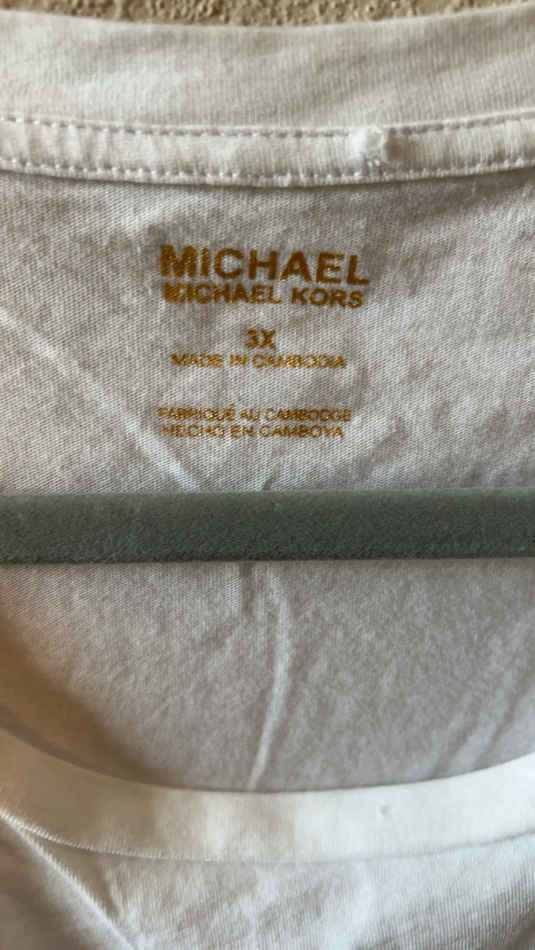 MICHAEL
MICHAEL KORS
3X
MADE IN CAMBODIA
FABRIQUÉ AU CAMBODGE
HECHO EN CAMBOYA